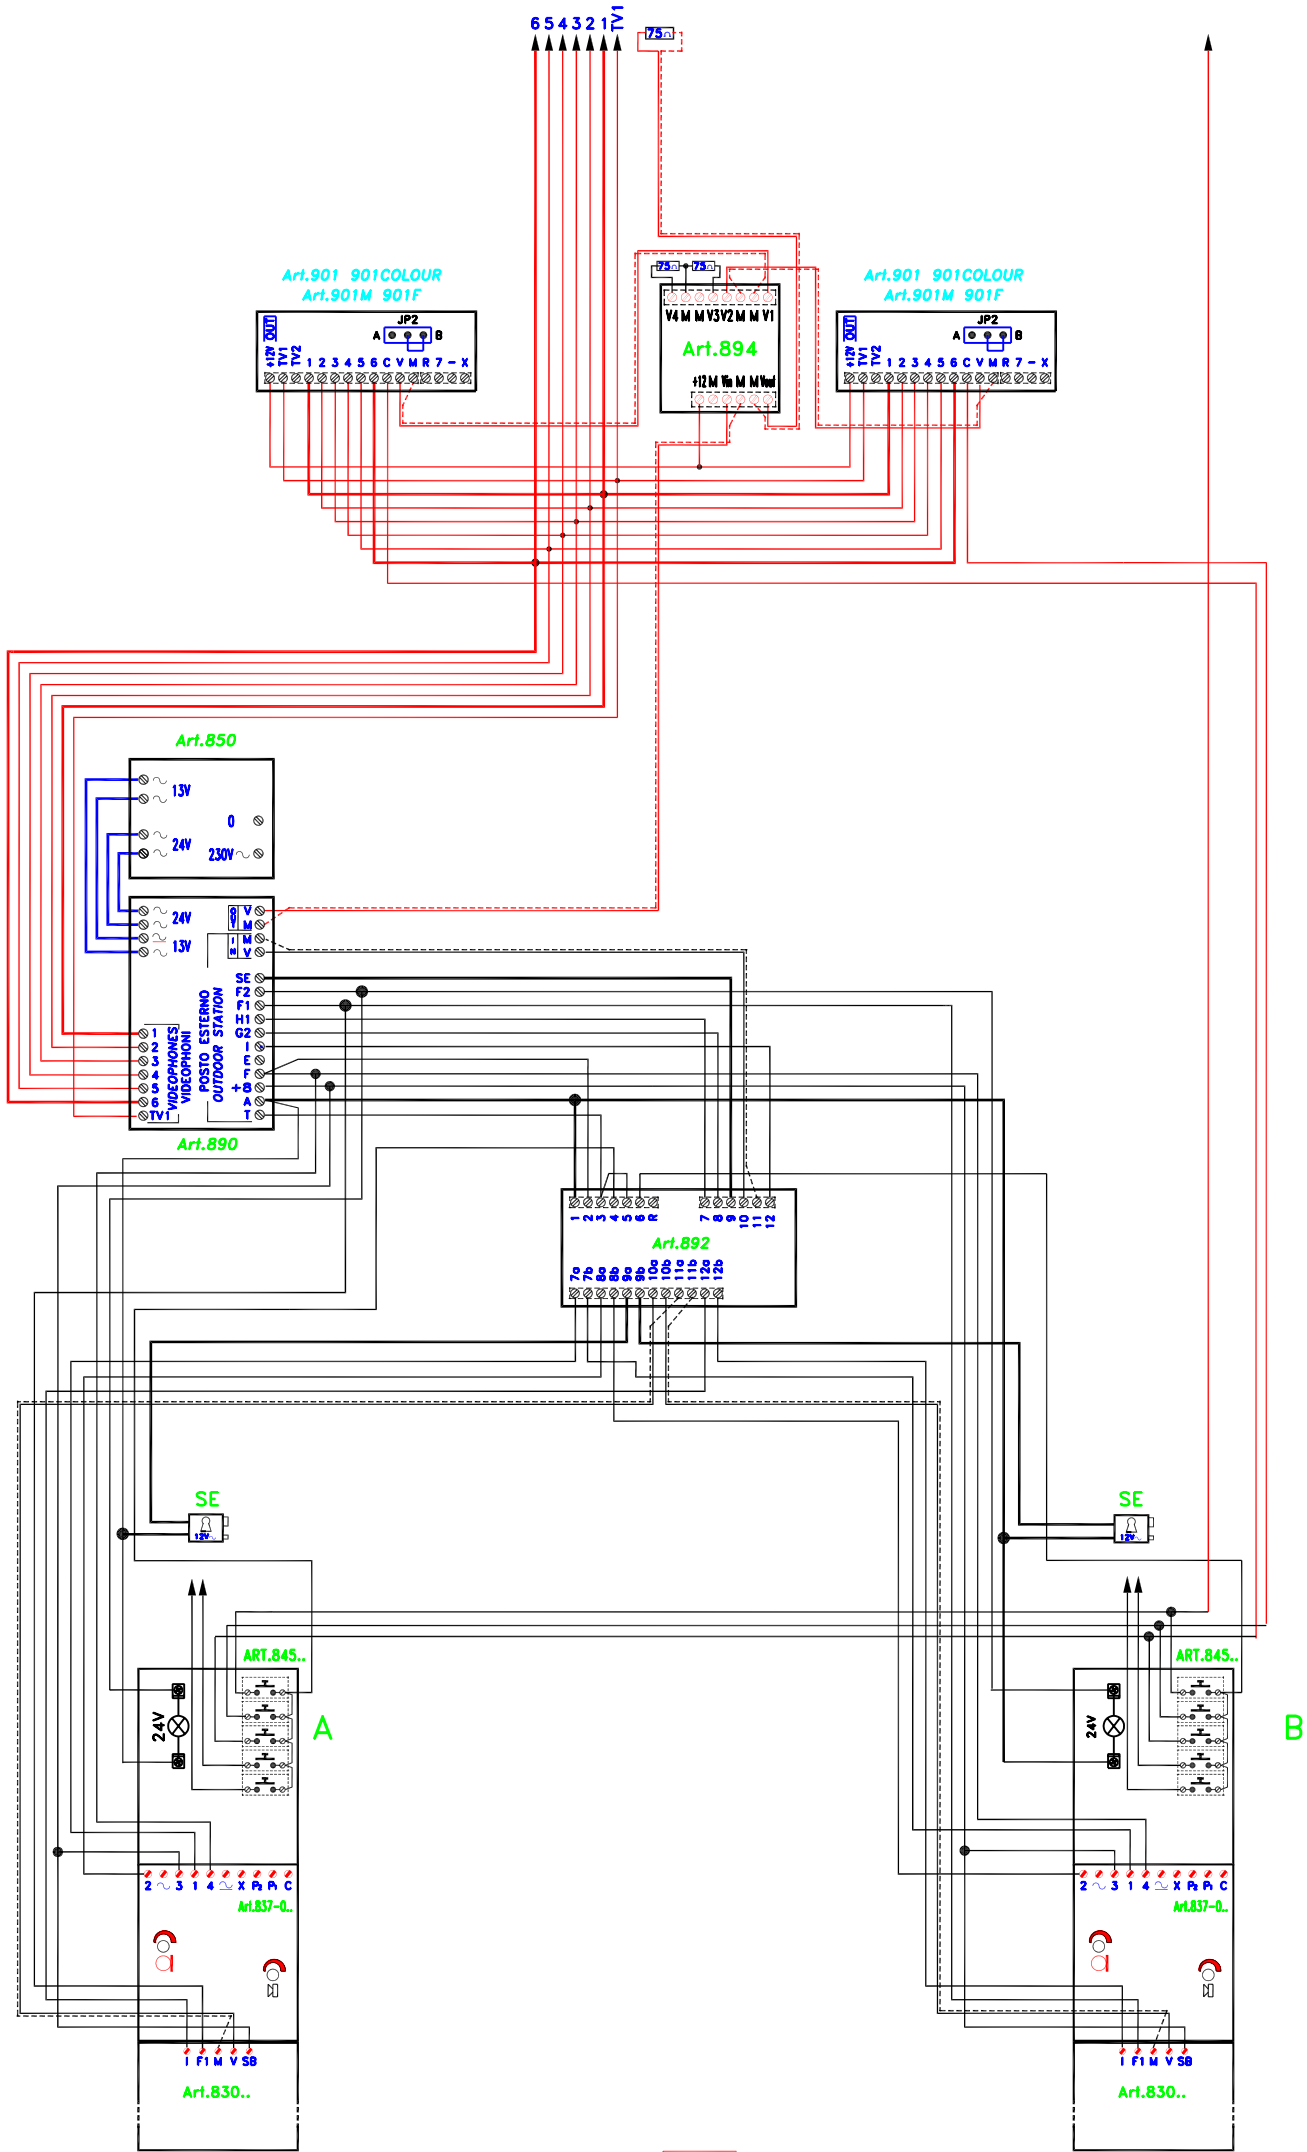 6 5 4 3 2 1 TV1
75Ω
Art.901 901COLOUR
Art.901M 901F
OUT
JP2
A B
+12V TV1 TV2 1 2 3 4 5 6 C V M R 7 - X
75Ω 75Ω
V4 M M V3 V2 M M V1
Art.894
+12 M Vin M M Vout
Art.901 901COLOUR
Art.901M 901F
OUT
JP2
A B
+12V TV1 TV2 1 2 3 4 5 6 C V M R 7 - X
Art.850
13V
0
24V
230V
24V
13V
OUT
V
M
IN
M
V
SE
F2
F1
H1
G2
I
E
F
+8
A
T
POSTO ESTERNO
OUTDOOR STATION
1
2
3
4
5
6
TV1
VIDEOPHONES
VIDEOPHONI
Art.890
1 2 3 4 5 6 R 7 8 9 10 11 12
Art.892
7a 7b 8a 8b 9a 9b 10a 10b 11a 11b 12a 12b
SE
12V~
SE
12V~
ART.845..
24V
A
2 ~ 3 1 4 X P2 P1 C
Art.837-0..
I F1 M V S8
Art.830..
ART.845..
24V
B
2 ~ 3 1 4 X P2 P1 C
Art.837-0..
I F1 M V S8
Art.830..